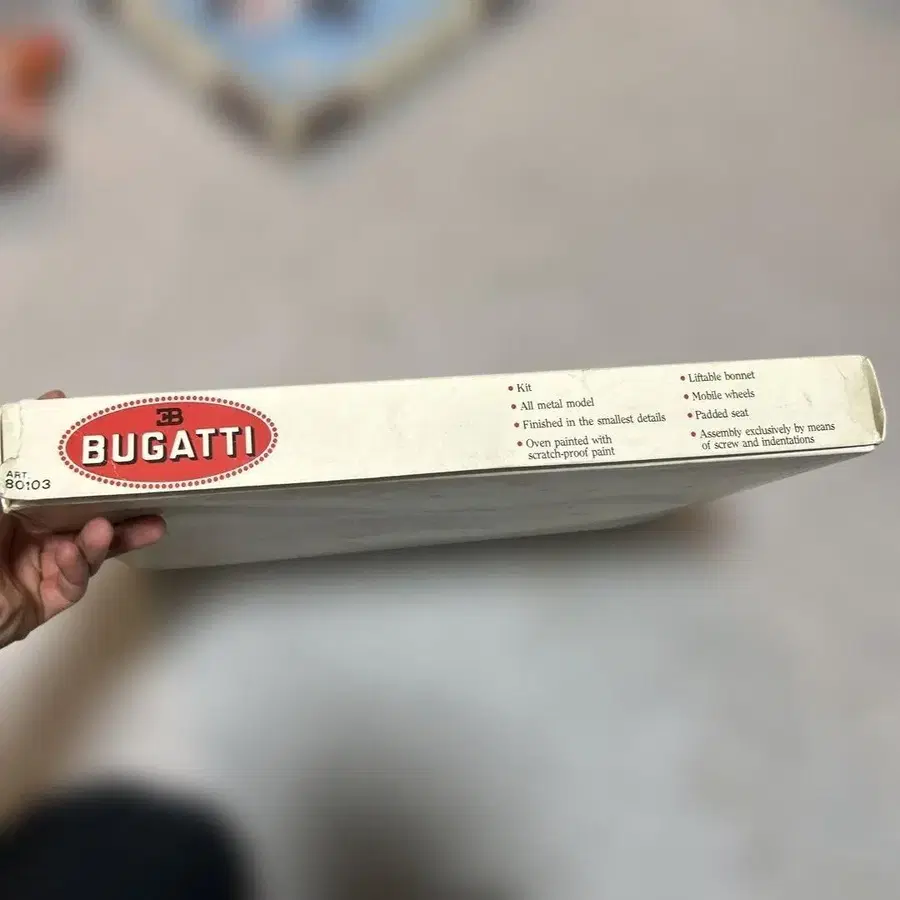 EB
BUGATTI
ART.
80103
• Kit
• All metal model
• Finished in the smallest details
• Oven painted with
scratch-proof paint
• Liftable bonnet
• Mobile wheels
• Padded seat
• Assembly exclusively by means
of screw and indentations